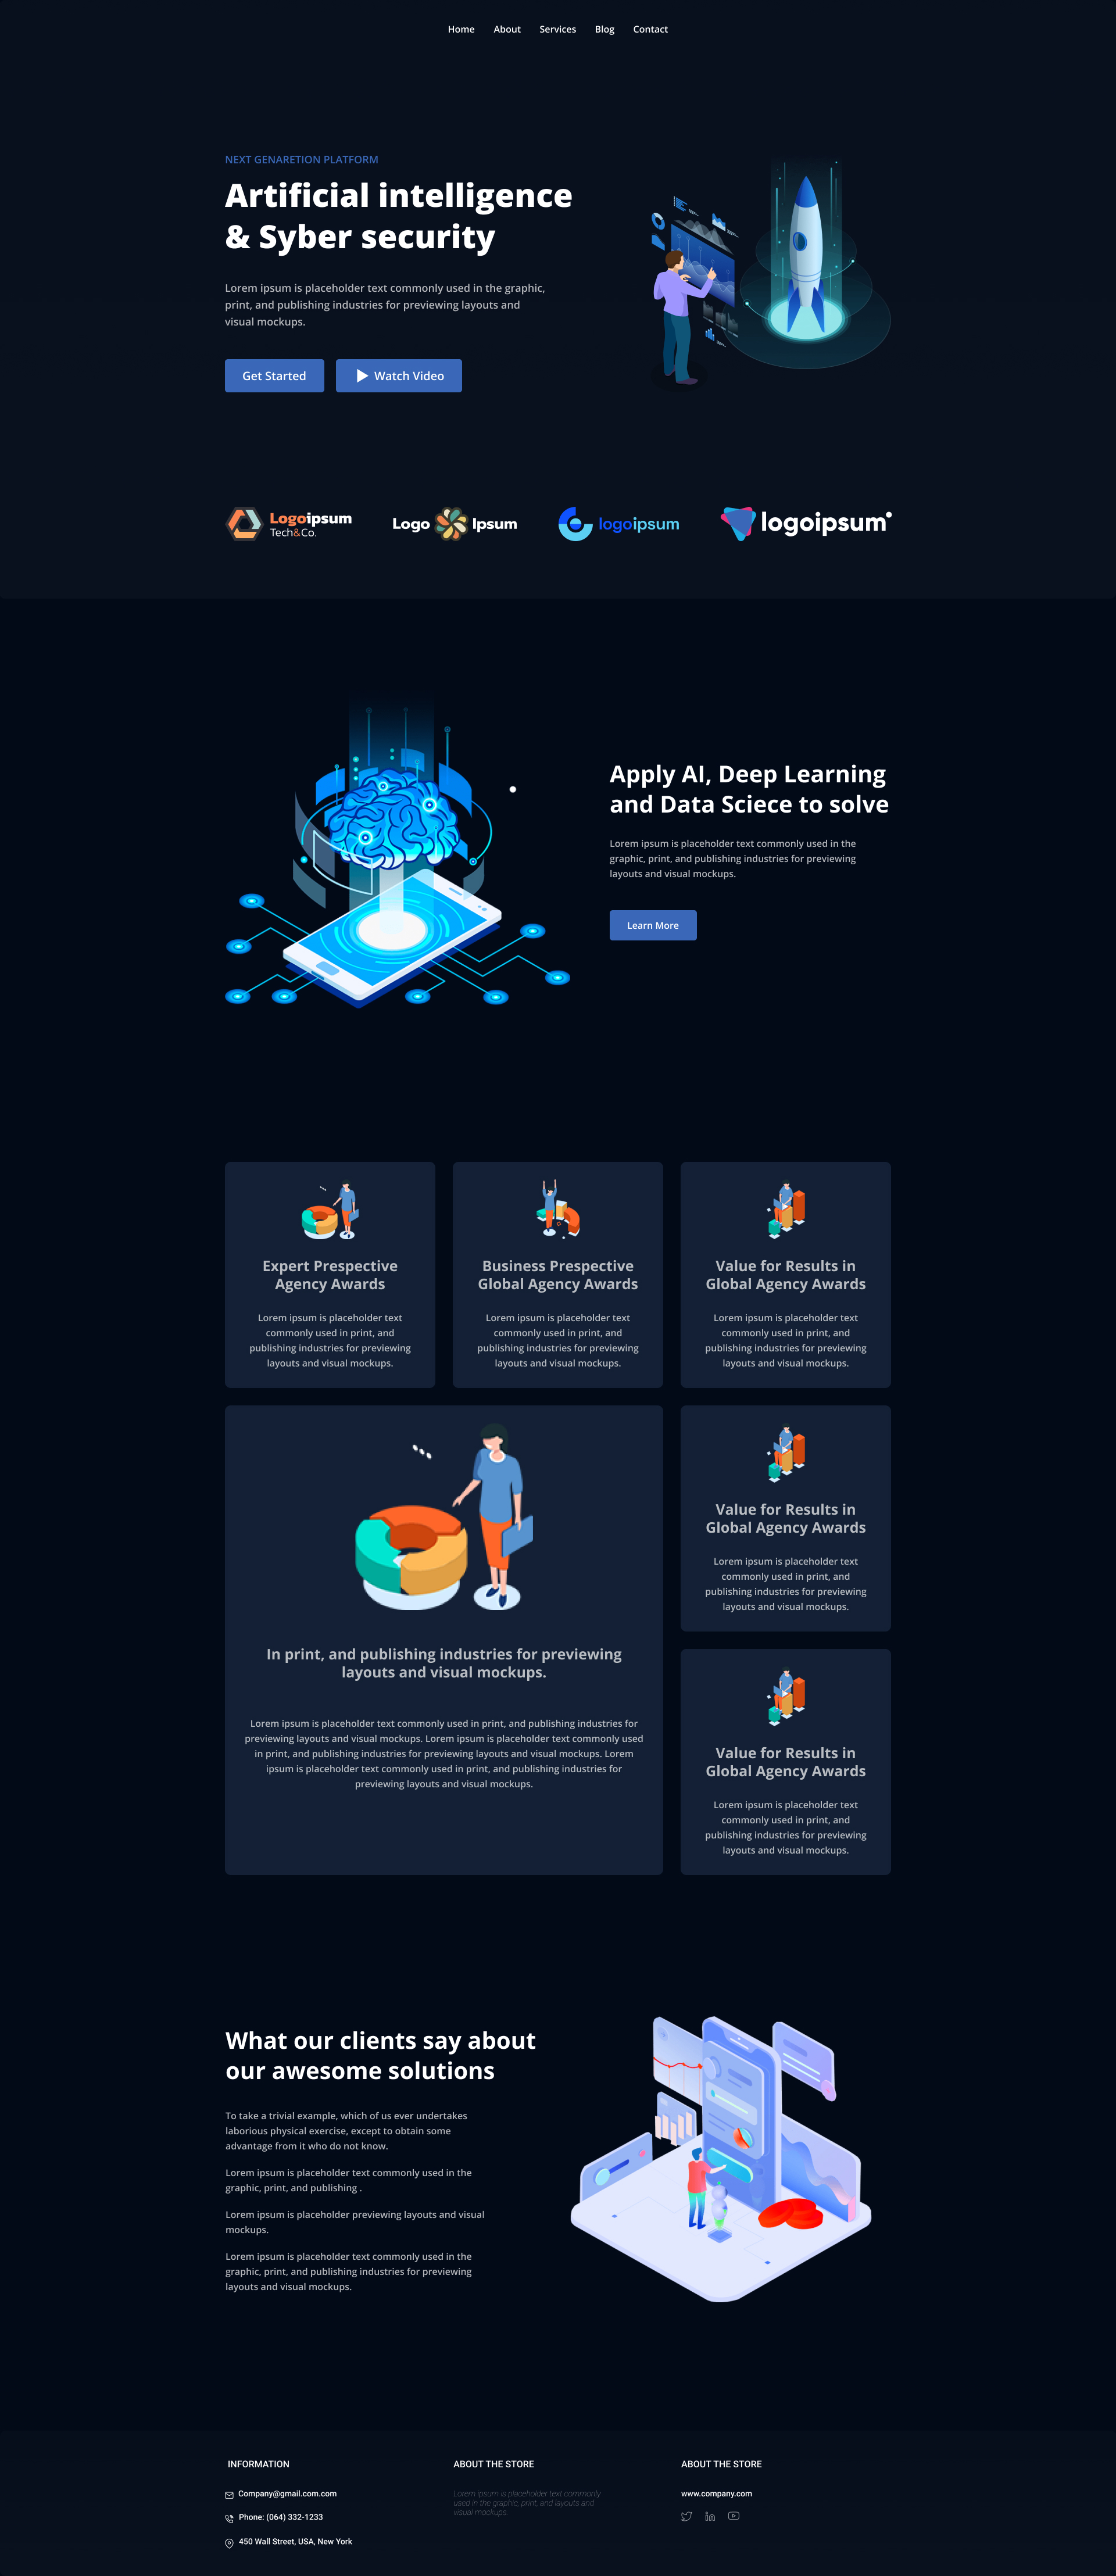 Home About Services Blog Contact
NEXT GENARETION PLATFORM
Artificial intelligence
& Syber security
Lorem ipsum is placeholder text commonly used in the graphic,
print, and publishing industries for previewing layouts and
visual mockups.
Get Started
Watch Video
Logoipsum
Tech&Co.
Logo Ipsum
logoipsum
logoipsum
Apply AI, Deep Learning
and Data Sciece to solve
Lorem ipsum is placeholder text commonly used in the
graphic, print, and publishing industries for previewing
layouts and visual mockups.
Learn More
Expert Prespective
Agency Awards
Lorem ipsum is placeholder text
commonly used in print, and
publishing industries for previewing
layouts and visual mockups.
Business Prespective
Global Agency Awards
Lorem ipsum is placeholder text
commonly used in print, and
publishing industries for previewing
layouts and visual mockups.
Value for Results in
Global Agency Awards
Lorem ipsum is placeholder text
commonly used in print, and
publishing industries for previewing
layouts and visual mockups.
In print, and publishing industries for previewing
layouts and visual mockups.
Lorem ipsum is placeholder text commonly used in print, and publishing industries for
previewing layouts and visual mockups. Lorem ipsum is placeholder text commonly used
in print, and publishing industries for previewing layouts and visual mockups. Lorem
ipsum is placeholder text commonly used in print, and publishing industries for
previewing layouts and visual mockups.
Value for Results in
Global Agency Awards
Lorem ipsum is placeholder text
commonly used in print, and
publishing industries for previewing
layouts and visual mockups.
Value for Results in
Global Agency Awards
Lorem ipsum is placeholder text
commonly used in print, and
publishing industries for previewing
layouts and visual mockups.
What our clients say about
our awesome solutions
To take a trivial example, which of us ever undertakes
laborious physical exercise, except to obtain some
advantage from it who do not know.
Lorem ipsum is placeholder text commonly used in the
graphic, print, and publishing .
Lorem ipsum is placeholder previewing layouts and visual
mockups.
Lorem ipsum is placeholder text commonly used in the
graphic, print, and publishing industries for previewing
layouts and visual mockups.
INFORMATION
Company@gmail.com.com
Phone: (064) 332-1233
450 Wall Street, USA, New York
ABOUT THE STORE
Lorem ipsum is placeholder text commonly
used in the graphic, print, and layouts and
visual mockups.
ABOUT THE STORE
www.company.com